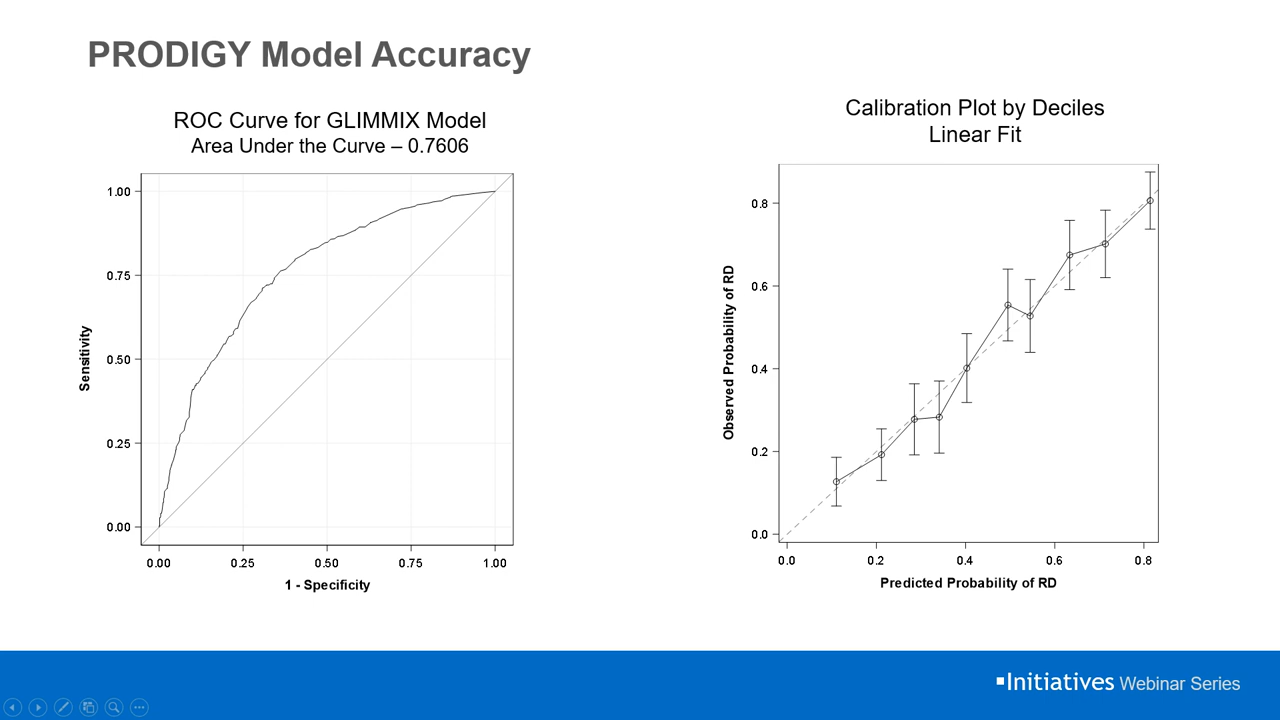 PRODIGY Model Accuracy
ROC Curve for GLIMMIX Model
Area Under the Curve – 0.7606
1.00
0.75
0.50
0.25
0.00
Sensitivity
0.00 0.25 0.50 0.75 1.00
1 - Specificity
Calibration Plot by Deciles
Linear Fit
0.8
0.6
0.4
0.2
0.0
Observed Probability of RD
0.0 0.2 0.4 0.6 0.8
Predicted Probability of RD
Initiatives Webinar Series